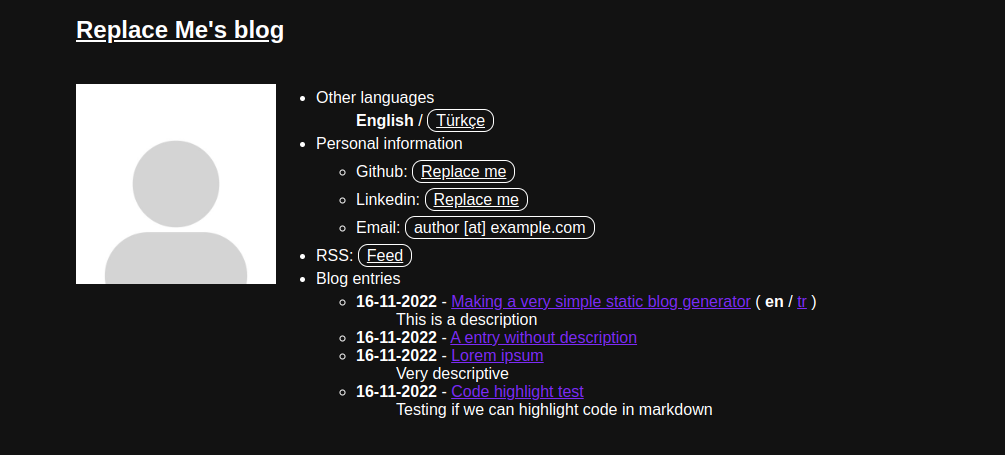 Replace Me's blog
Other languages
English / Türkçe
Personal information
Github: Replace me
Linkedin: Replace me
Email: author [at] example.com
RSS: Feed
Blog entries
16-11-2022 - Making a very simple static blog generator ( en / tr )
This is a description
16-11-2022 - A entry without description
16-11-2022 - Lorem ipsum
Very descriptive
16-11-2022 - Code highlight test
Testing if we can highlight code in markdown